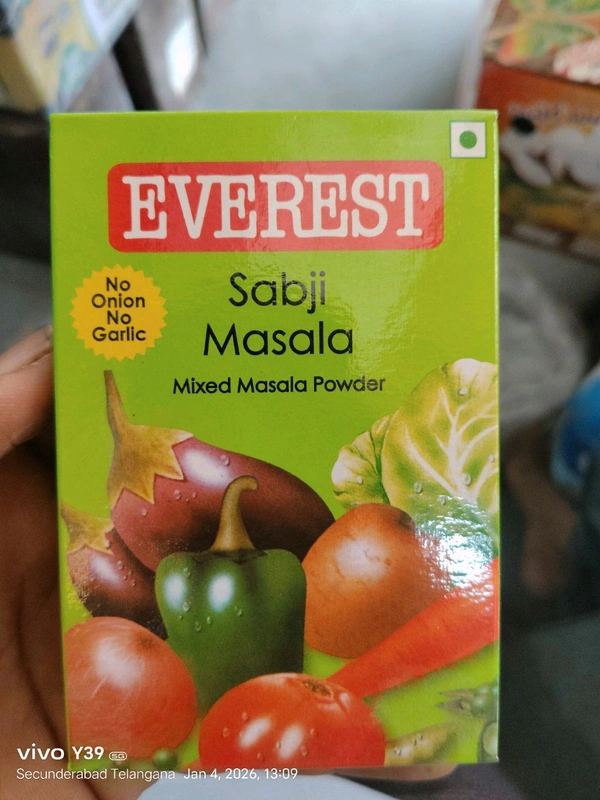 EVEREST
No
Onion
No
Garlic
Sabji
Masala
Mixed Masala Powder
vivo Y39 5G
Secunderabad Telangana Jan 4, 2026, 13:09